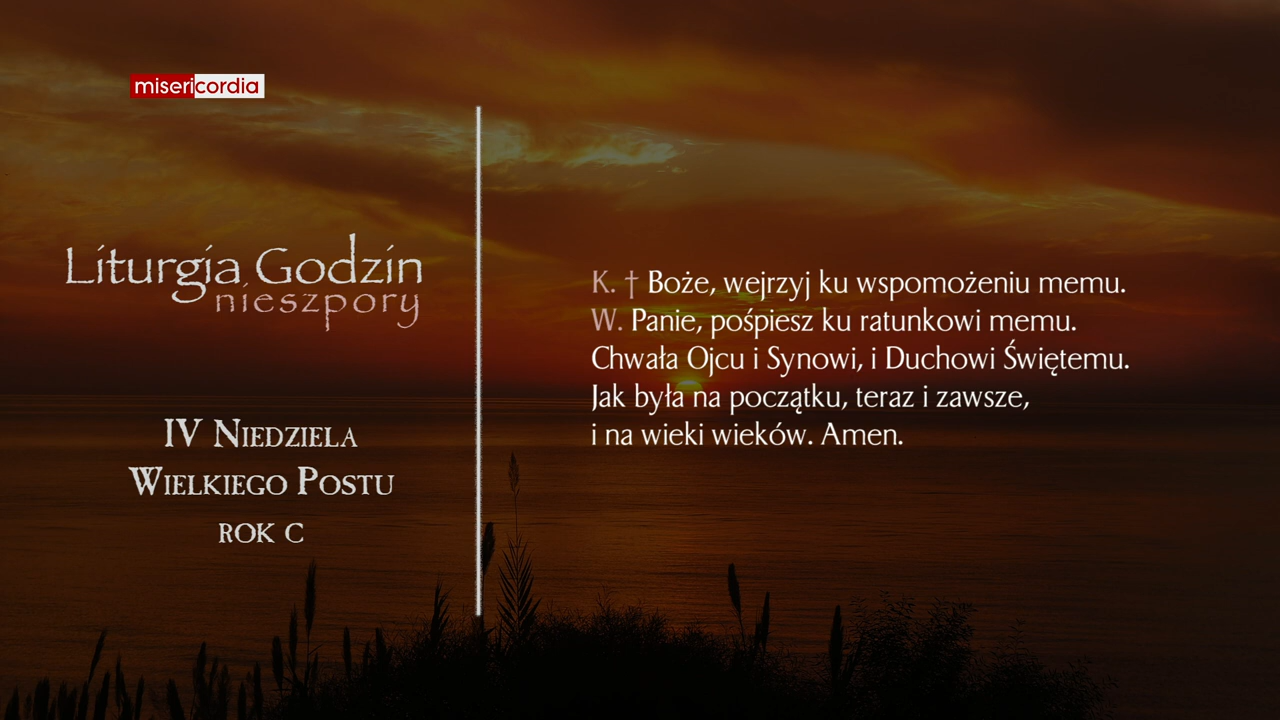 misericordia
Liturgia Godzin
nieszpory
IV Niedziela
Wielkiego Postu
rok C
K. † Boże, wejrzyj ku wspomożeniu memu.
W. Panie, pośpiesz ku ratunkowi memu.
Chwała Ojcu i Synowi, i Duchowi Świętemu.
Jak była na początku, teraz i zawsze,
i na wieki wieków. Amen.